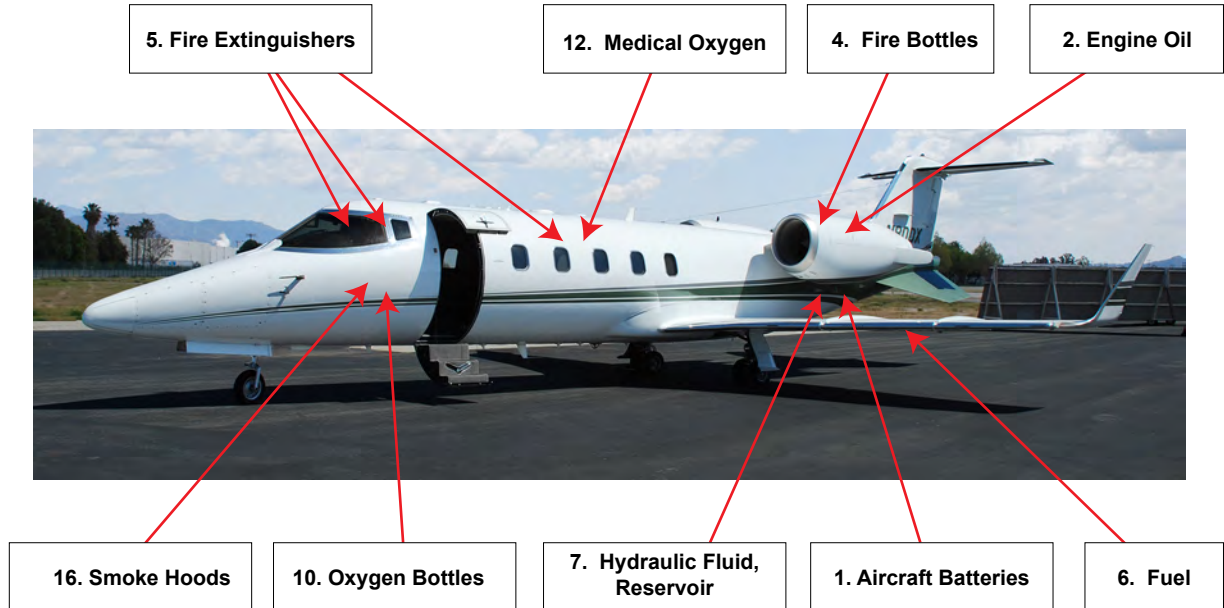 5. Fire Extinguishers
12. Medical Oxygen
4. Fire Bottles
2. Engine Oil
16. Smoke Hoods
10. Oxygen Bottles
7. Hydraulic Fluid,
Reservoir
1. Aircraft Batteries
6. Fuel